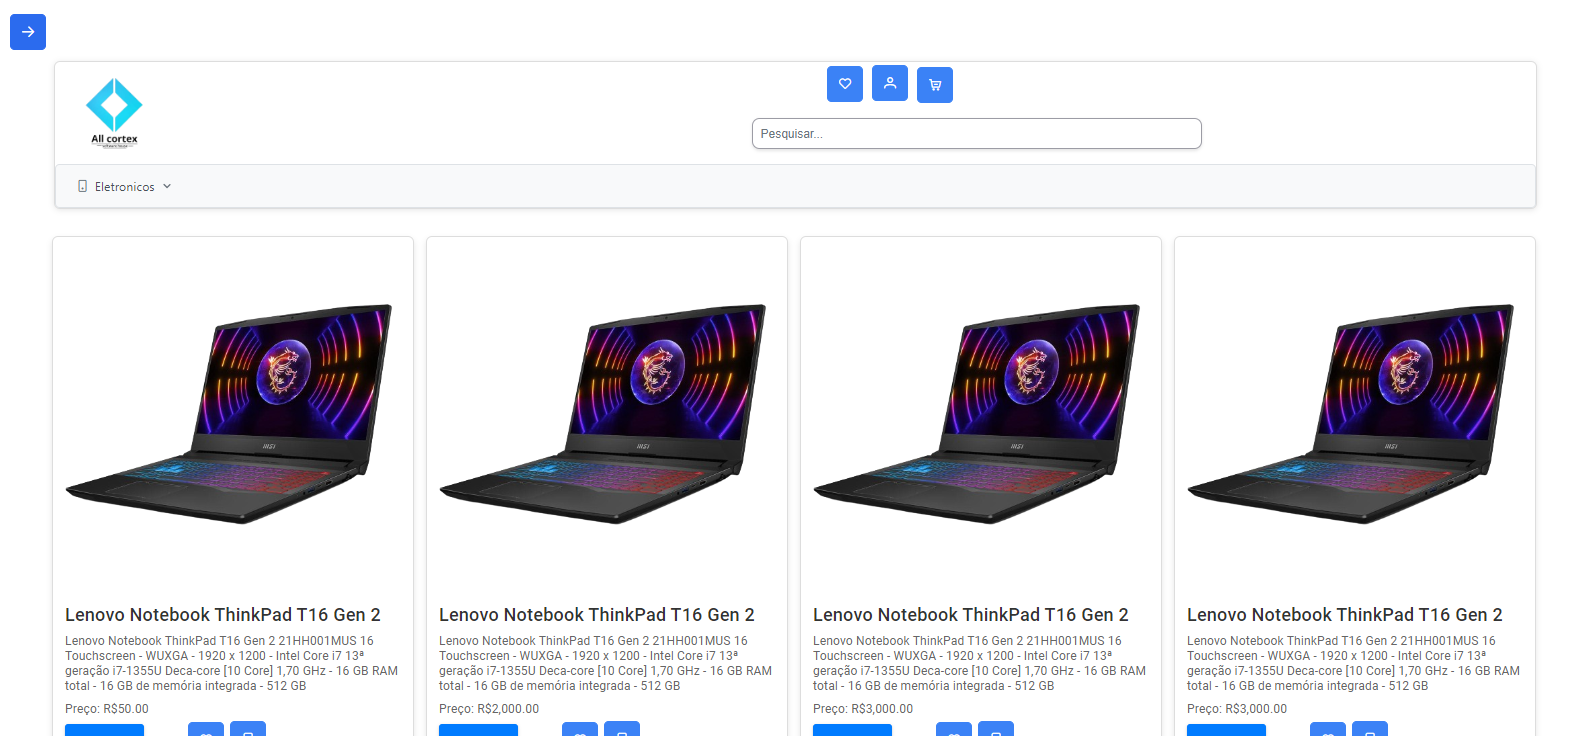 All cortex
Pesquisar...
Eletronicos
msi
msi
msi
msi
Lenovo Notebook ThinkPad T16 Gen 2
Lenovo Notebook ThinkPad T16 Gen 2 21HH001MUS 16
Touchscreen - WUXGA - 1920 x 1200 - Intel Core i7 13ª
geração i7-1355U Deca-core [10 Core] 1,70 GHz - 16 GB RAM
total - 16 GB de memória integrada - 512 GB
Preço: R$50.00
Lenovo Notebook ThinkPad T16 Gen 2
Lenovo Notebook ThinkPad T16 Gen 2 21HH001MUS 16
Touchscreen - WUXGA - 1920 x 1200 - Intel Core i7 13ª
geração i7-1355U Deca-core [10 Core] 1,70 GHz - 16 GB RAM
total - 16 GB de memória integrada - 512 GB
Preço: R$2,000.00
Lenovo Notebook ThinkPad T16 Gen 2
Lenovo Notebook ThinkPad T16 Gen 2 21HH001MUS 16
Touchscreen - WUXGA - 1920 x 1200 - Intel Core i7 13ª
geração i7-1355U Deca-core [10 Core] 1,70 GHz - 16 GB RAM
total - 16 GB de memória integrada - 512 GB
Preço: R$3,000.00
Lenovo Notebook ThinkPad T16 Gen 2
Lenovo Notebook ThinkPad T16 Gen 2 21HH001MUS 16
Touchscreen - WUXGA - 1920 x 1200 - Intel Core i7 13ª
geração i7-1355U Deca-core [10 Core] 1,70 GHz - 16 GB RAM
total - 16 GB de memória integrada - 512 GB
Preço: R$3,000.00